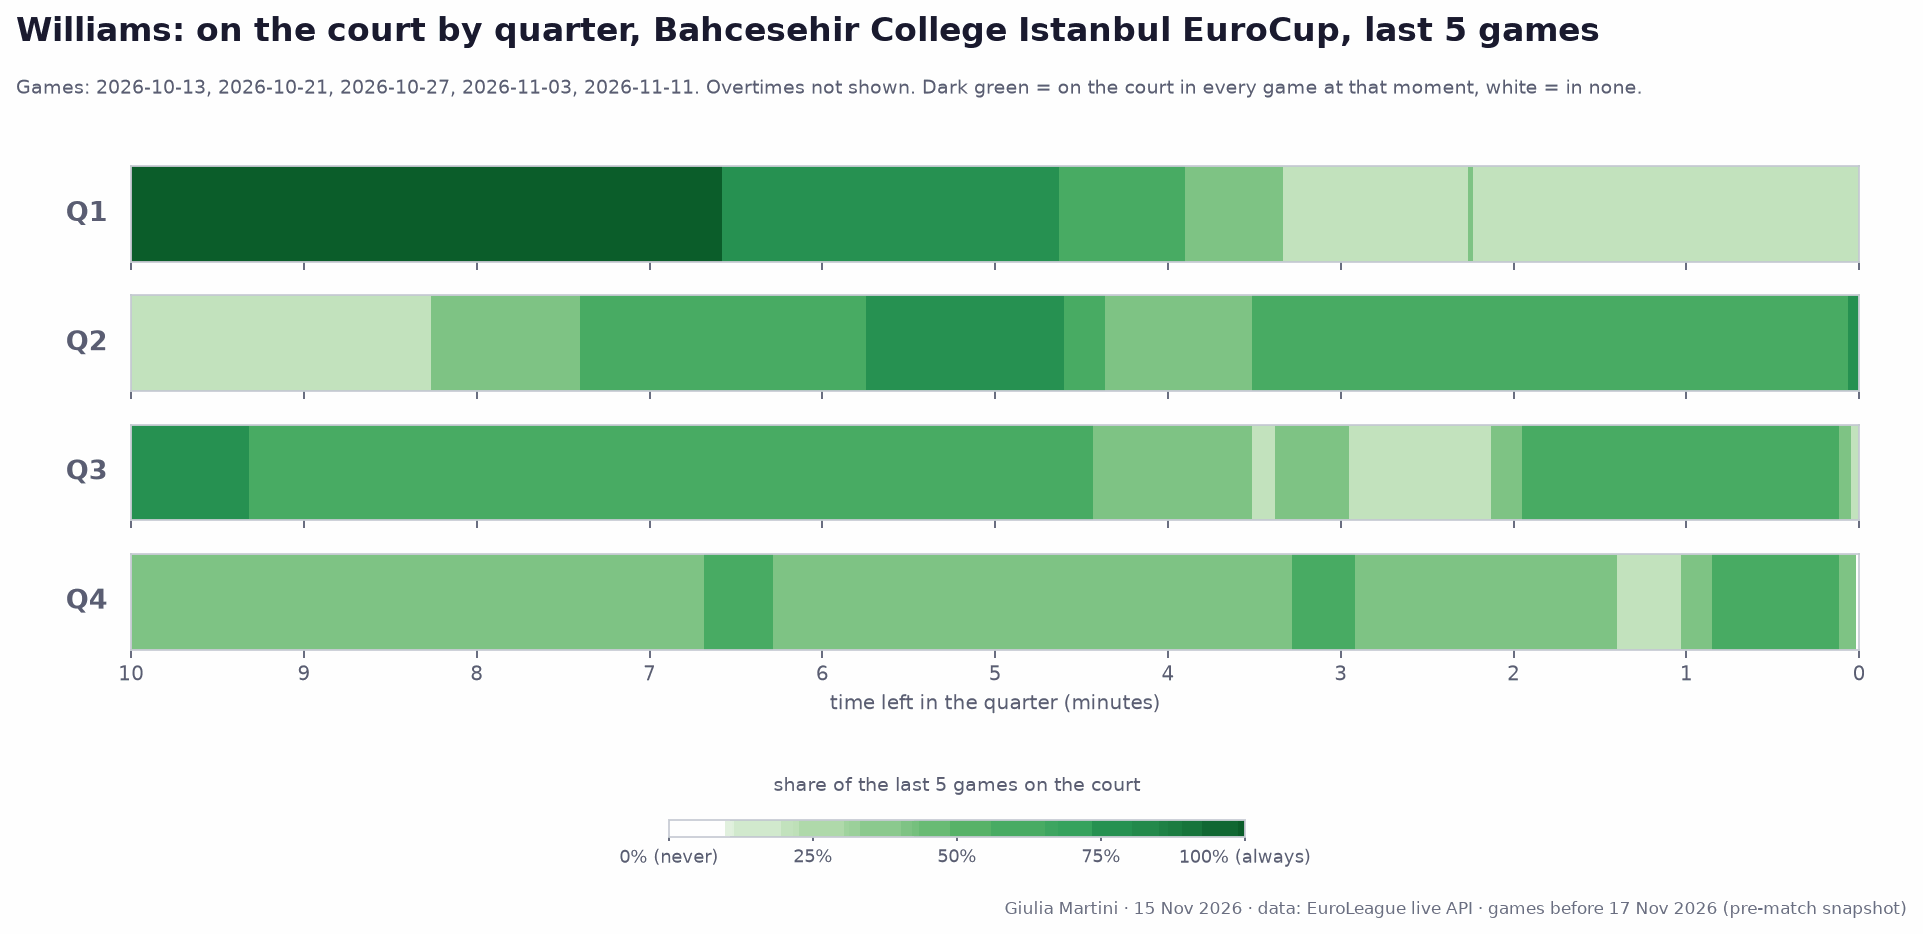 Williams: on the court by quarter, Bahcesehir College Istanbul EuroCup, last 5 games
Games: 2026-10-13, 2026-10-21, 2026-10-27, 2026-11-03, 2026-11-11. Overtimes not shown. Dark green = on the court in every game at that moment, white = in none.
Q1
Q2
Q3
Q4
10 9 8 7 6 5 4 3 2 1 0
time left in the quarter (minutes)
share of the last 5 games on the court
0% (never) 25% 50% 75% 100% (always)
Giulia Martini · 15 Nov 2026 · data: EuroLeague live API · games before 17 Nov 2026 (pre-match snapshot)